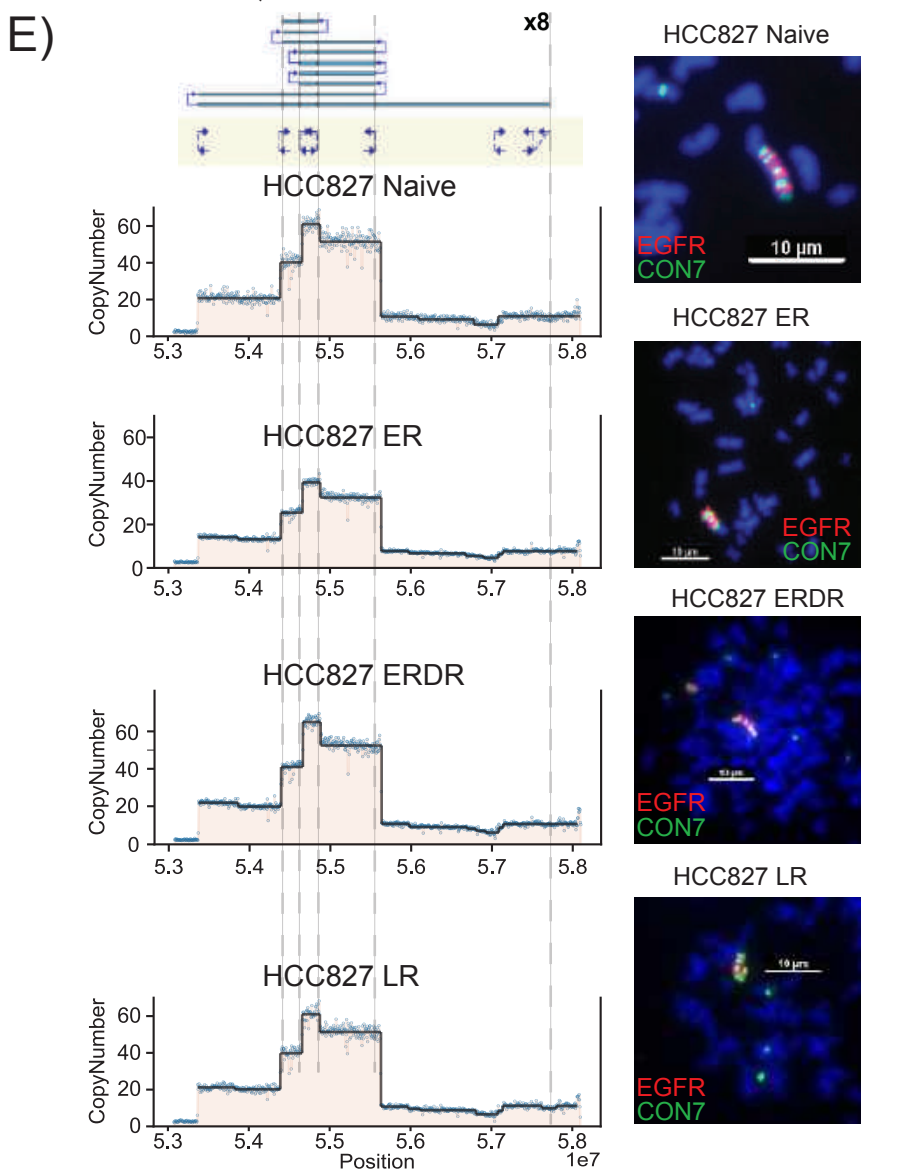 E)
x8
HCC827 Naive
CopyNumber
60
40
20
0
5.3 5.4 5.5 5.6 5.7 5.8
HCC827 ER
CopyNumber
60
40
20
0
5.3 5.4 5.5 5.6 5.7 5.8
HCC827 ERDR
CopyNumber
60
40
20
0
5.3 5.4 5.5 5.6 5.7 5.8
HCC827 LR
CopyNumber
60
40
20
0
5.3 5.4 5.5 5.6 5.7 5.8
Position
1e7
HCC827 Naive
EGFR
CON7
10 µm
HCC827 ER
10 µm
EGFR
CON7
HCC827 ERDR
10 µm
EGFR
CON7
HCC827 LR
10 µm
EGFR
CON7